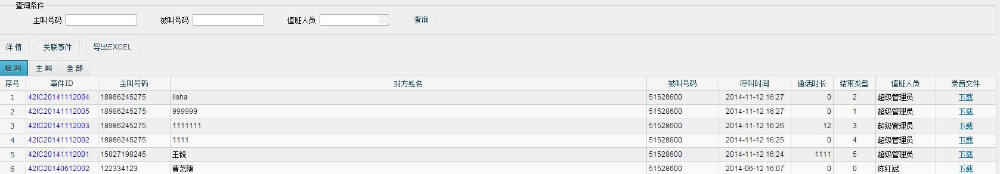 查询条件
主叫号码 被叫号码 值班人员 ... 查询
详 情 关联事件 导出EXCEL
被 叫 主 叫 全 部
序号 事件ID 主叫号码 对方姓名 被叫号码 呼叫时间 通话时长 结束类型 值班人员 录音文件
1 42IC20141112004 18986245275 lisha 51528600 2014-11-12 16:27 0 2 超级管理员 下载
2 42IC20141112005 18986245275 999999 51528600 2014-11-12 16:27 0 1 超级管理员 下载
3 42IC20141112003 18986245275 1111111 51528600 2014-11-12 16:26 12 3 超级管理员 下载
4 42IC20141112002 18986245275 1111 51528600 2014-11-12 16:25 0 4 超级管理员 下载
5 42IC20141112001 15827198245 王锐 51528600 2014-11-12 16:24 1111 5 超级管理员 下载
6 42IC20140612002 122334123 曹艺随 51528600 2014-06-12 16:07 0 0 陈红斌 下载